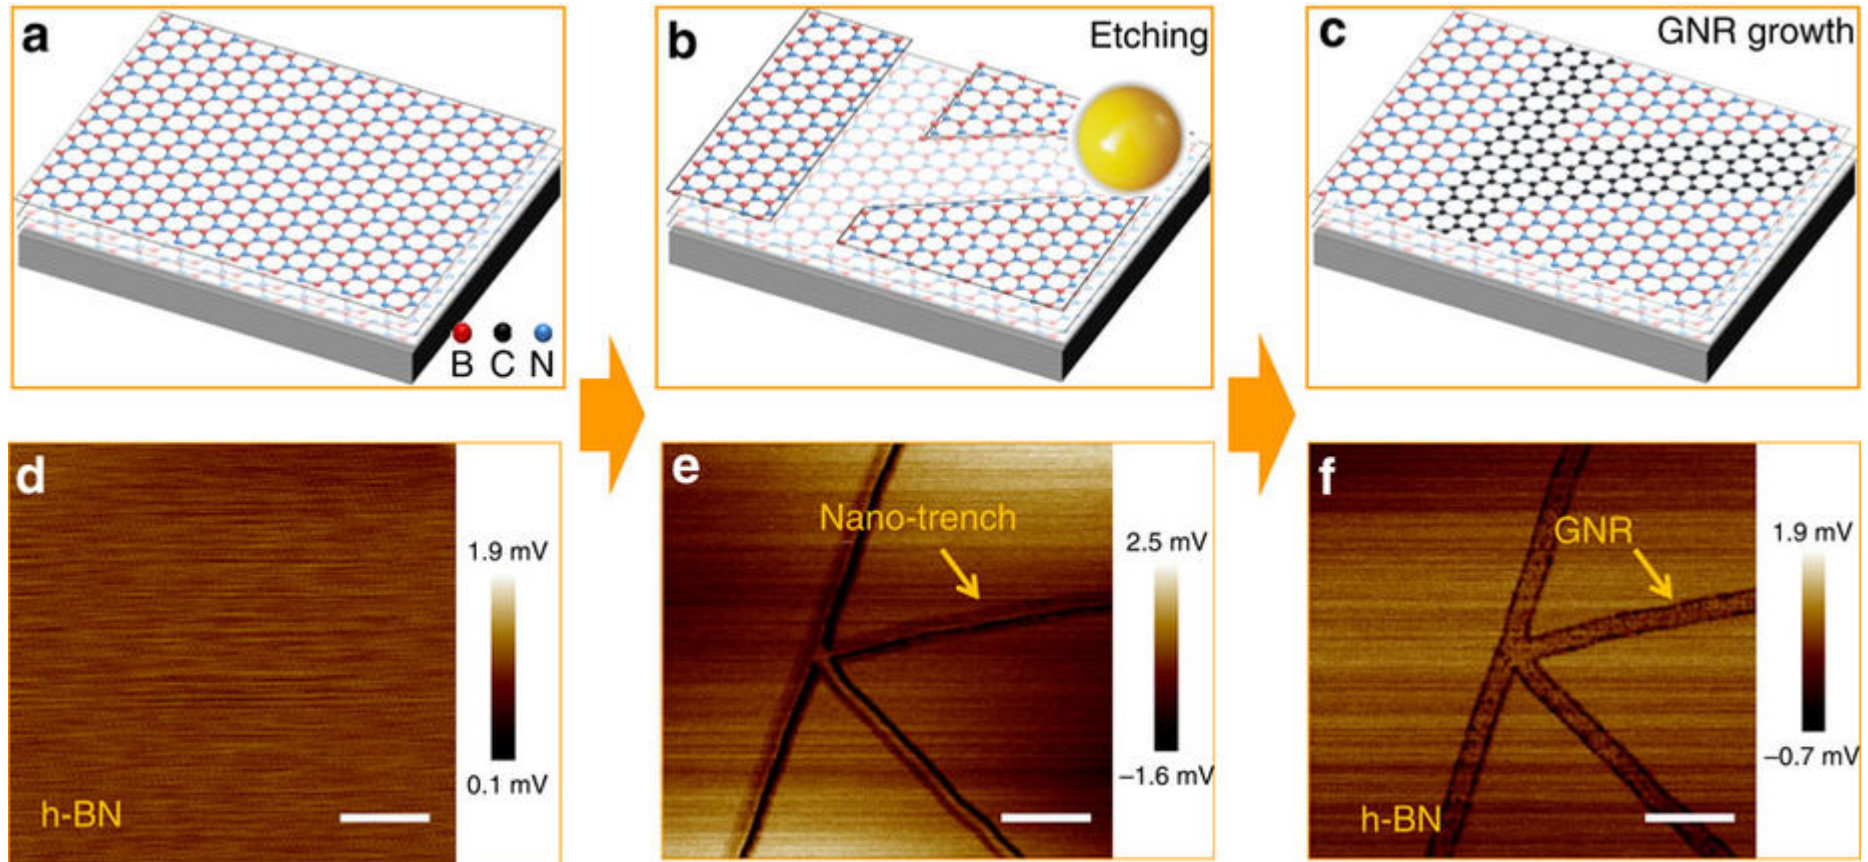 a
B C N
b
Etching
c
GNR growth
d
1.9 mV
0.1 mV
h-BN
e
Nano-trench
2.5 mV
–1.6 mV
f
GNR
1.9 mV
–0.7 mV
h-BN